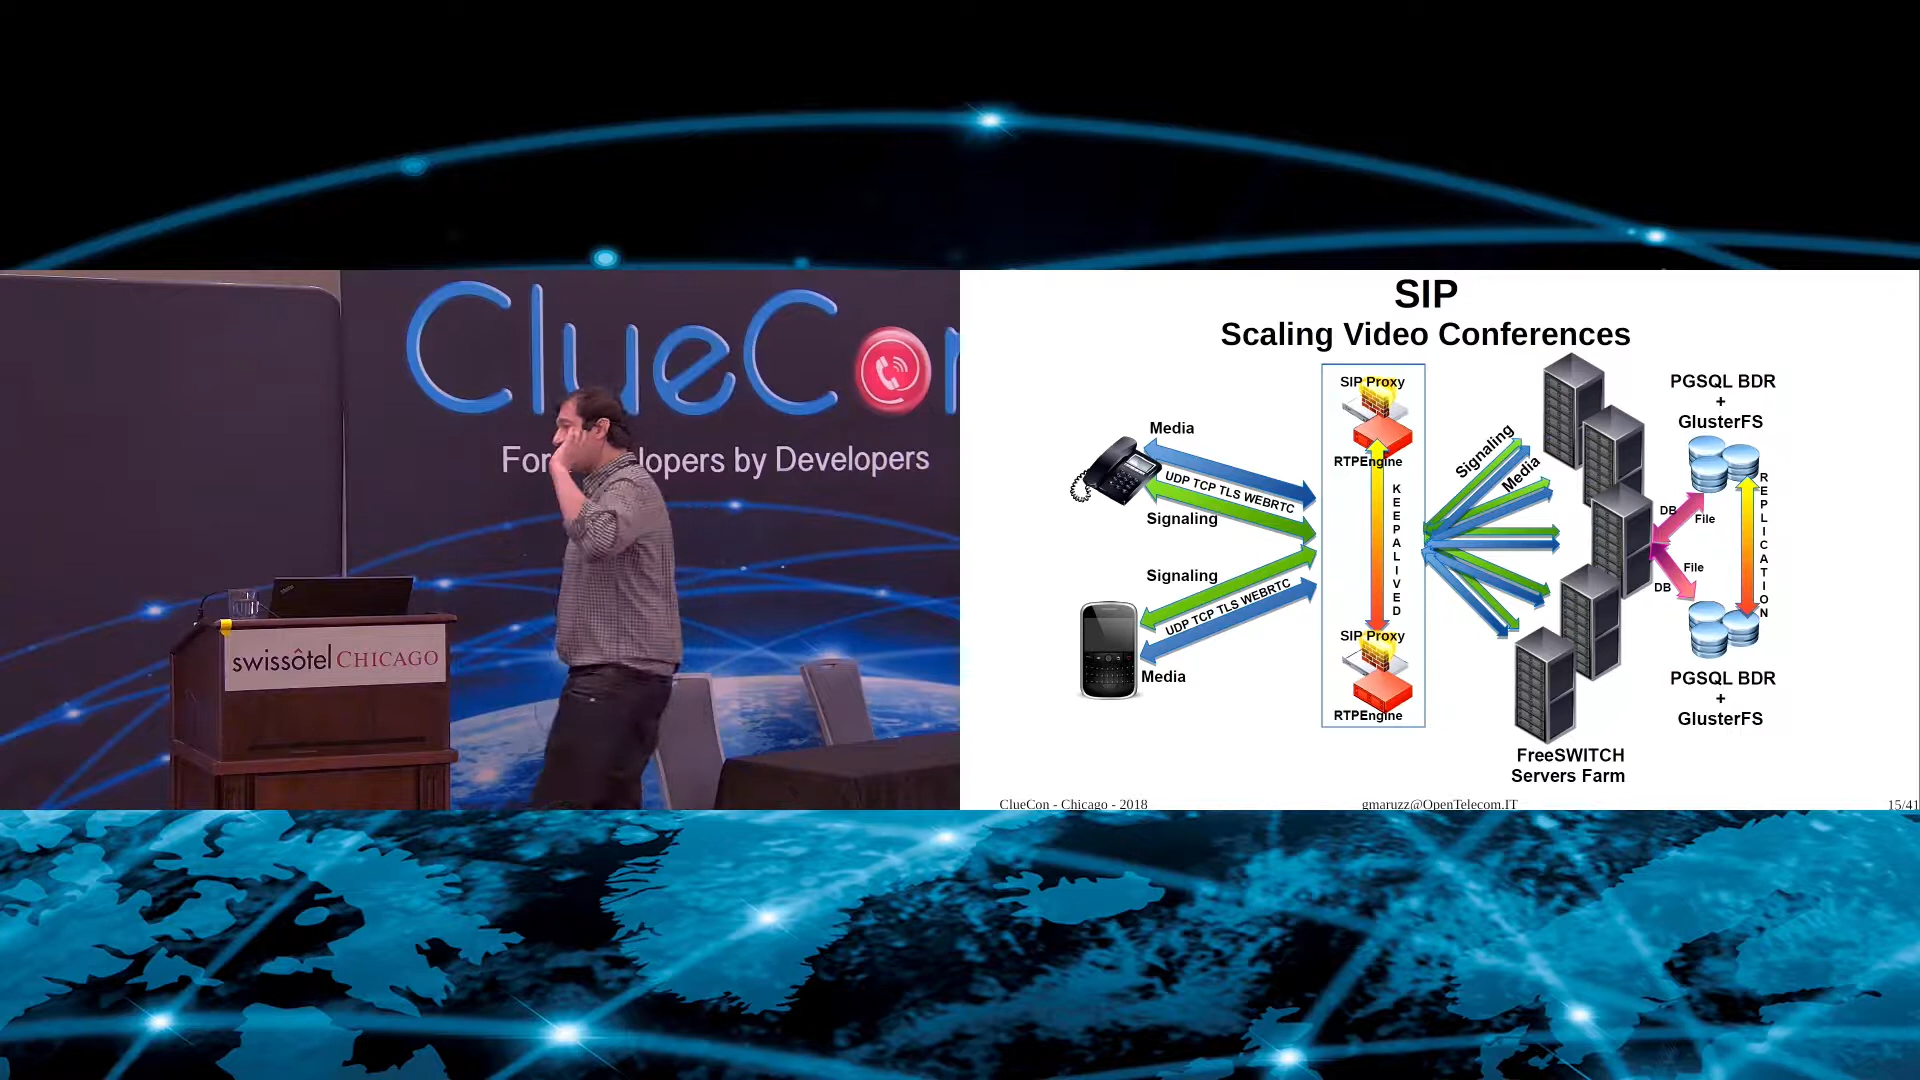 ClueCon
For Developers by Developers
swissôtel CHICAGO
SIP
Scaling Video Conferences
SIP Proxy
RTPEngine
KEEPALIVED
SIP Proxy
RTPEngine
Media
UDP TCP TLS WEBRTC
Signaling
Signaling
UDP TCP TLS WEBRTC
Media
Signaling
Media
FreeSWITCH
Servers Farm
PGSQL BDR
+
GlusterFS
DB
File
File
DB
REPLICATION
PGSQL BDR
+
GlusterFS
ClueCon - Chicago - 2018
gmaruzz@OpenTelecom.IT
15/41